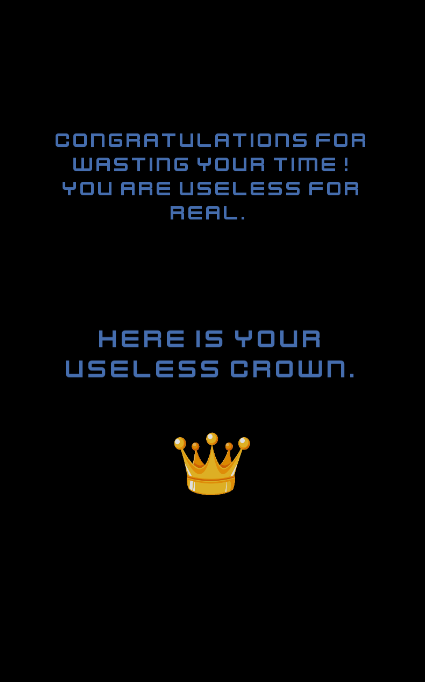 CONGRATULATIONS FOR
WASTING YOUR TIME !
YOU ARE USELESS FOR
REAL.
HERE IS YOUR
USELESS CROWN.